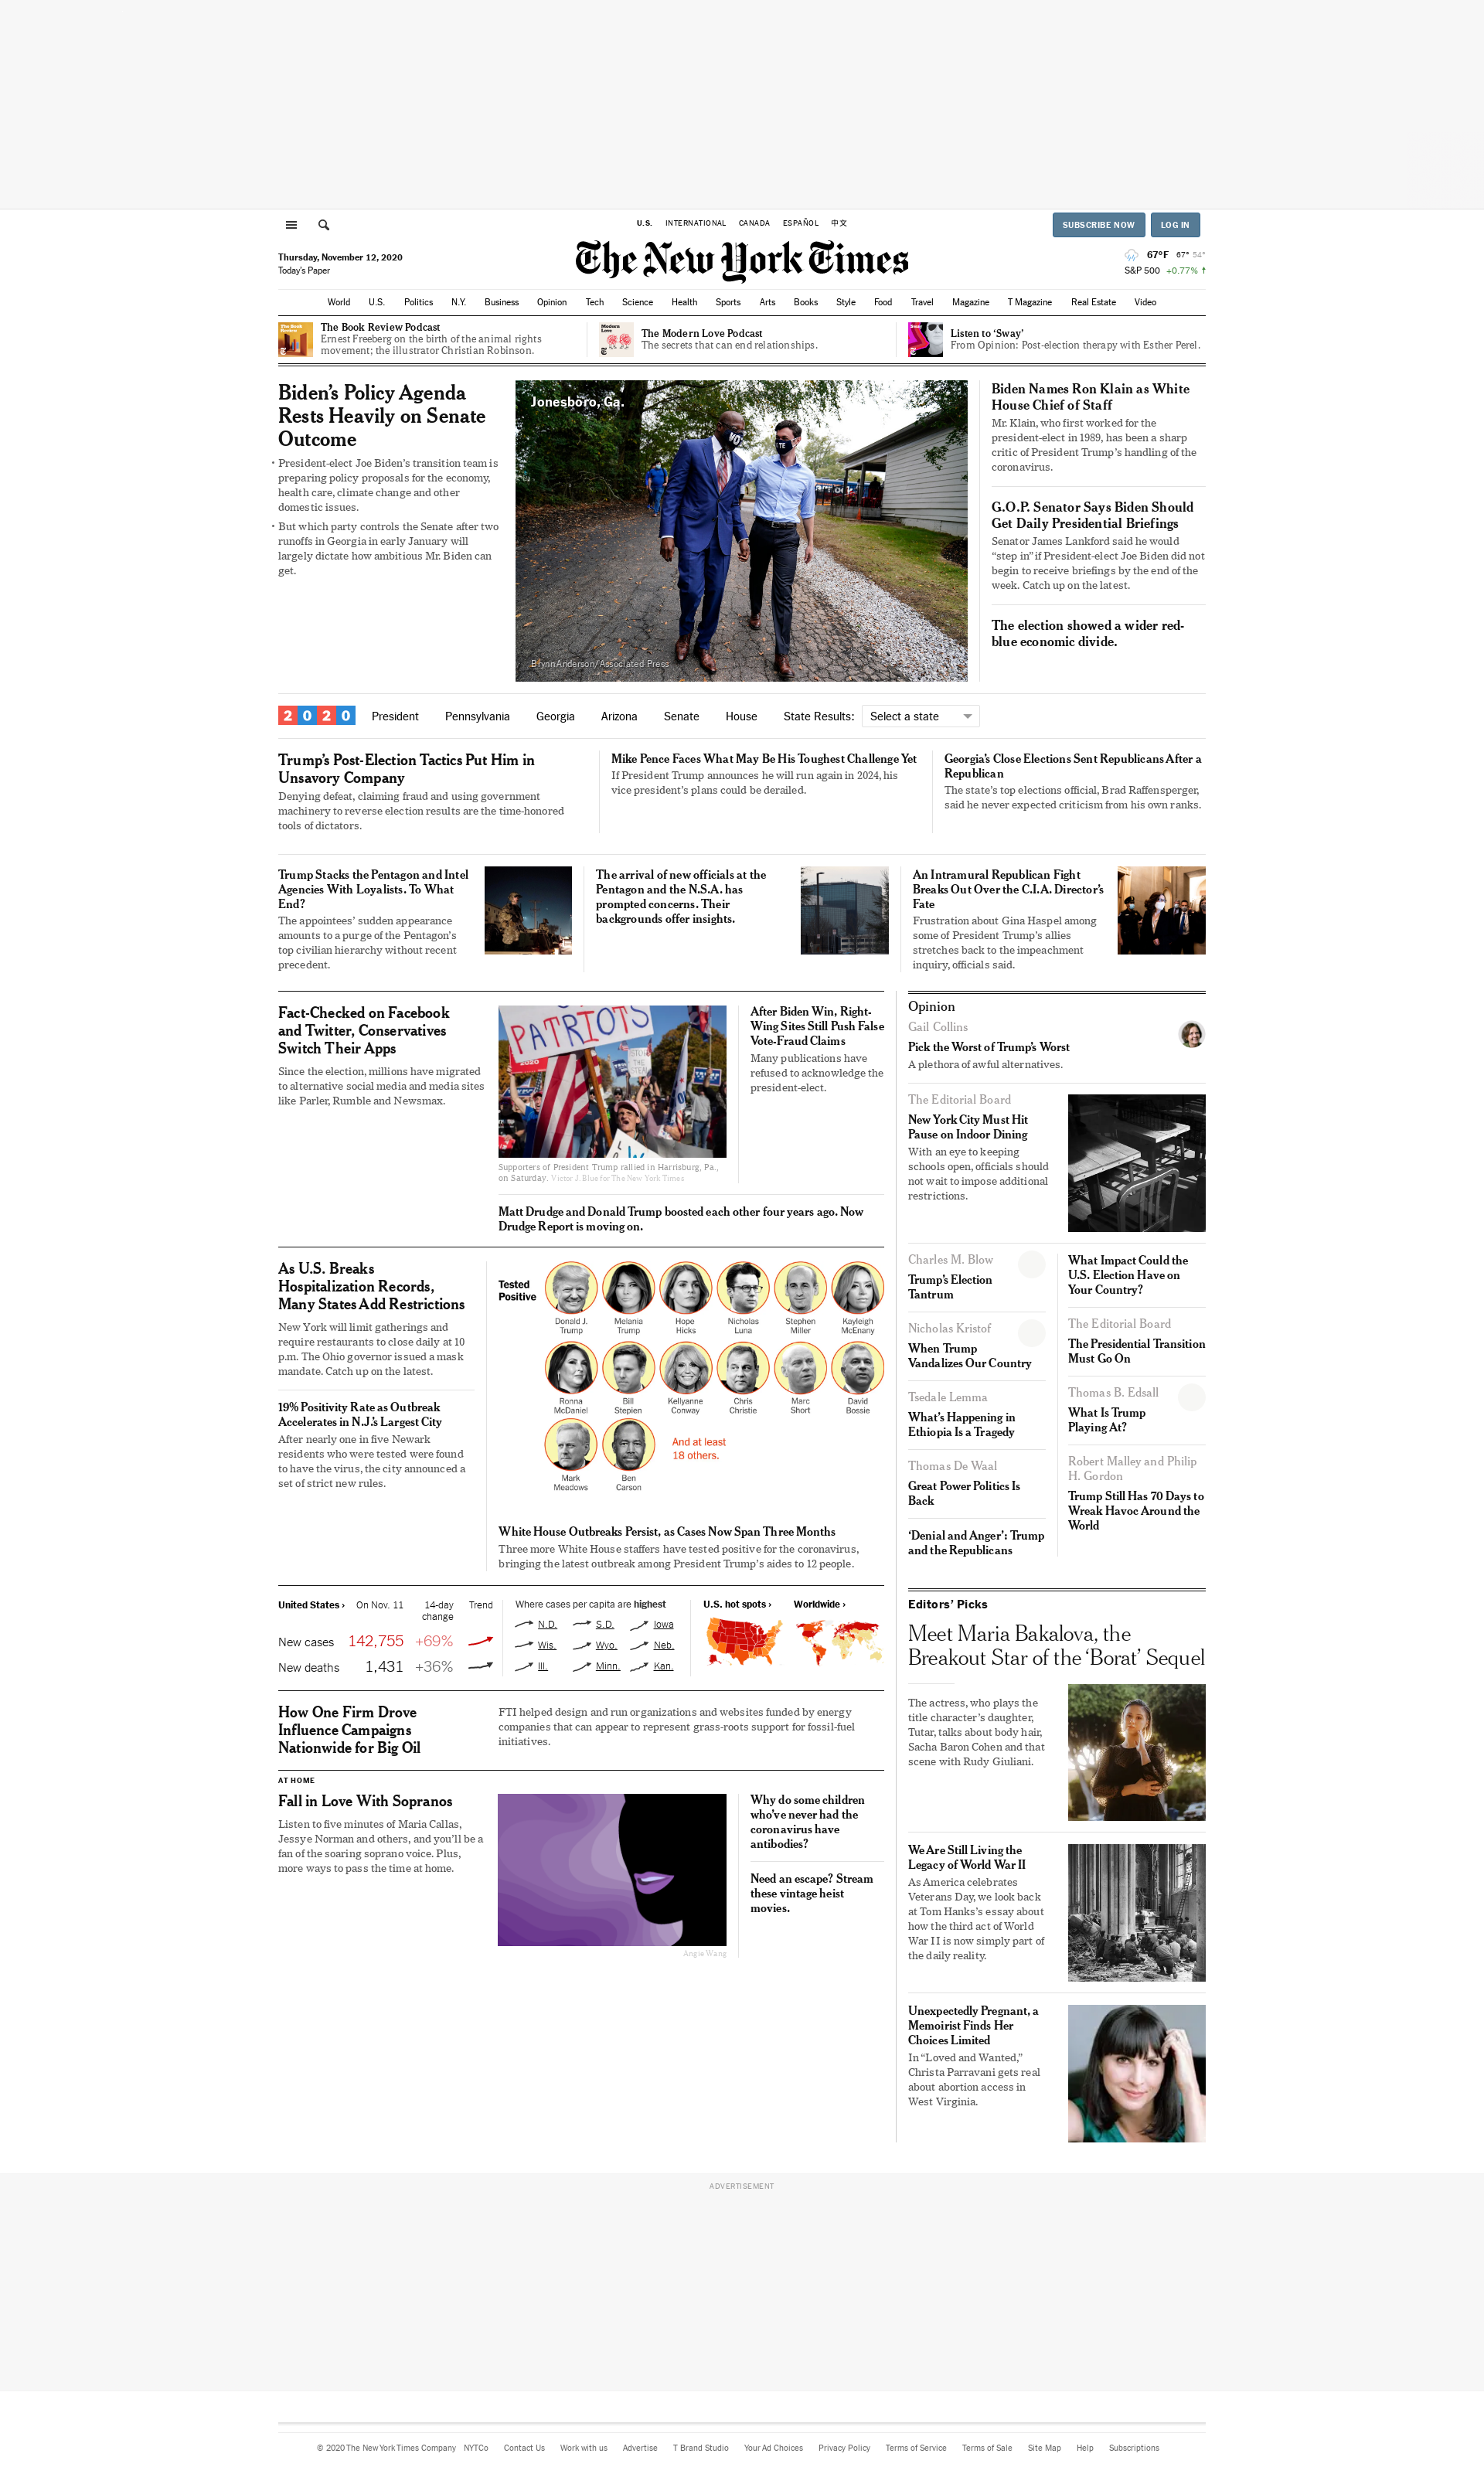 U.S. INTERNATIONAL CANADA ESPAÑOL 中文
SUBSCRIBE NOW LOG IN
Thursday, November 12, 2020
Today's Paper
The New York Times
67°F 67° 54°
S&P 500 +0.77% ↑
World U.S. Politics N.Y. Business Opinion Tech Science Health Sports Arts Books Style Food Travel Magazine T Magazine Real Estate Video
The Book Review Podcast
Ernest Freeberg on the birth of the animal rights
movement; the illustrator Christian Robinson.
The Modern Love Podcast
The secrets that can end relationships.
Listen to ‘Sway’
From Opinion: Post-election therapy with Esther Perel.
Biden’s Policy Agenda
Rests Heavily on Senate
Outcome
• President-elect Joe Biden’s transition team is
preparing policy proposals for the economy,
health care, climate change and other
domestic issues.
• But which party controls the Senate after two
runoffs in Georgia in early January will
largely dictate how ambitious Mr. Biden can
get.
Jonesboro, Ga.
VOTE
Brynn Anderson/Associated Press
Biden Names Ron Klain as White
House Chief of Staff
Mr. Klain, who first worked for the
president-elect in 1989, has been a sharp
critic of President Trump’s handling of the
coronavirus.
G.O.P. Senator Says Biden Should
Get Daily Presidential Briefings
Senator James Lankford said he would
“step in” if President-elect Joe Biden did not
begin to receive briefings by the end of the
week. Catch up on the latest.
The election showed a wider red-
blue economic divide.
2020 President Pennsylvania Georgia Arizona Senate House State Results: Select a state
Trump’s Post-Election Tactics Put Him in
Unsavory Company
Denying defeat, claiming fraud and using government
machinery to reverse election results are the time-honored
tools of dictators.
Mike Pence Faces What May Be His Toughest Challenge Yet
If President Trump announces he will run again in 2024, his
vice president’s plans could be derailed.
Georgia’s Close Elections Sent Republicans After a
Republican
The state’s top elections official, Brad Raffensperger,
said he never expected criticism from his own ranks.
Trump Stacks the Pentagon and Intel
Agencies With Loyalists. To What
End?
The appointees’ sudden appearance
amounts to a purge of the Pentagon’s
top civilian hierarchy without recent
precedent.
The arrival of new officials at the
Pentagon and the N.S.A. has
prompted concerns. Their
backgrounds offer insights.
An Intramural Republican Fight
Breaks Out Over the C.I.A. Director’s
Fate
Frustration about Gina Haspel among
some of President Trump’s allies
stretches back to the impeachment
inquiry, officials said.
Fact-Checked on Facebook
and Twitter, Conservatives
Switch Their Apps
Since the election, millions have migrated
to alternative social media and media sites
like Parler, Rumble and Newsmax.
PATRIOTS
Supporters of President Trump rallied in Harrisburg, Pa.,
on Saturday. Victor J. Blue for The New York Times
After Biden Win, Right-
Wing Sites Still Push False
Vote-Fraud Claims
Many publications have
refused to acknowledge the
president-elect.
Matt Drudge and Donald Trump boosted each other four years ago. Now
Drudge Report is moving on.
As U.S. Breaks
Hospitalization Records,
Many States Add Restrictions
New York will limit gatherings and
require restaurants to close daily at 10
p.m. The Ohio governor issued a mask
mandate. Catch up on the latest.
19% Positivity Rate as Outbreak
Accelerates in N.J.’s Largest City
After nearly one in five Newark
residents who were tested were found
to have the virus, the city announced a
set of strict new rules.
Tested
Positive
Donald J. Trump
Melania Trump
Hope Hicks
Nicholas Luna
Stephen Miller
Kayleigh McEnany
Ronna McDaniel
Bill Stepien
Kellyanne Conway
Chris Christie
Marc Short
David Bossie
Mark Meadows
Ben Carson
And at least
18 others.
White House Outbreaks Persist, as Cases Now Span Three Months
Three more White House staffers have tested positive for the coronavirus,
bringing the latest outbreak among President Trump’s aides to 12 people.
United States › On Nov. 11 14-day change Trend
New cases 142,755 +69%
New deaths 1,431 +36%
Where cases per capita are highest
N.D. S.D. Iowa
Wis. Wyo. Neb.
Ill. Minn. Kan.
U.S. hot spots › Worldwide ›
How One Firm Drove
Influence Campaigns
Nationwide for Big Oil
FTI helped design and run organizations and websites funded by energy
companies that can appear to represent grass-roots support for fossil-fuel
initiatives.
AT HOME
Fall in Love With Sopranos
Listen to five minutes of Maria Callas,
Jessye Norman and others, and you’ll be a
fan of the soaring soprano voice. Plus,
more ways to pass the time at home.
Angie Wang
Why do some children
who’ve never had the
coronavirus have
antibodies?
Need an escape? Stream
these vintage heist
movies.
Opinion
Gail Collins
Pick the Worst of Trump’s Worst
A plethora of awful alternatives.
The Editorial Board
New York City Must Hit
Pause on Indoor Dining
With an eye to keeping
schools open, officials should
not wait to impose additional
restrictions.
Charles M. Blow
Trump’s Election
Tantrum
Nicholas Kristof
When Trump
Vandalizes Our Country
Tsedale Lemma
What’s Happening in
Ethiopia Is a Tragedy
Thomas De Waal
Great Power Politics Is
Back
‘Denial and Anger’: Trump
and the Republicans
What Impact Could the
U.S. Election Have on
Your Country?
The Editorial Board
The Presidential Transition
Must Go On
Thomas B. Edsall
What Is Trump
Playing At?
Robert Malley and Philip
H. Gordon
Trump Still Has 70 Days to
Wreak Havoc Around the
World
Editors’ Picks
Meet Maria Bakalova, the
Breakout Star of the ‘Borat’ Sequel
The actress, who plays the
title character’s daughter,
Tutar, talks about body hair,
Sacha Baron Cohen and that
scene with Rudy Giuliani.
We Are Still Living the
Legacy of World War II
As America celebrates
Veterans Day, we look back
at Tom Hanks’s essay about
how the third act of World
War II is now simply part of
the daily reality.
Unexpectedly Pregnant, a
Memoirist Finds Her
Choices Limited
In “Loved and Wanted,”
Christa Parravani gets real
about abortion access in
West Virginia.
ADVERTISEMENT
© 2020 The New York Times Company NYTCo Contact Us Work with us Advertise T Brand Studio Your Ad Choices Privacy Policy Terms of Service Terms of Sale Site Map Help Subscriptions